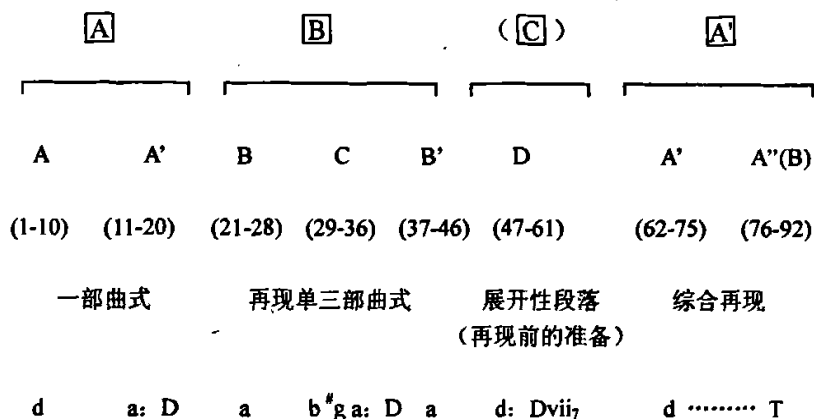 A B （C） A'
A A' B C B' D A' A”(B)
(1-10) (11-20) (21-28) (29-36) (37-46) (47-61) (62-75) (76-92)
一部曲式 再现单三部曲式 展开性段落 综合再现
（再现前的准备）
d a: D a b #g a: D a d: Dvii₇ d ········· T